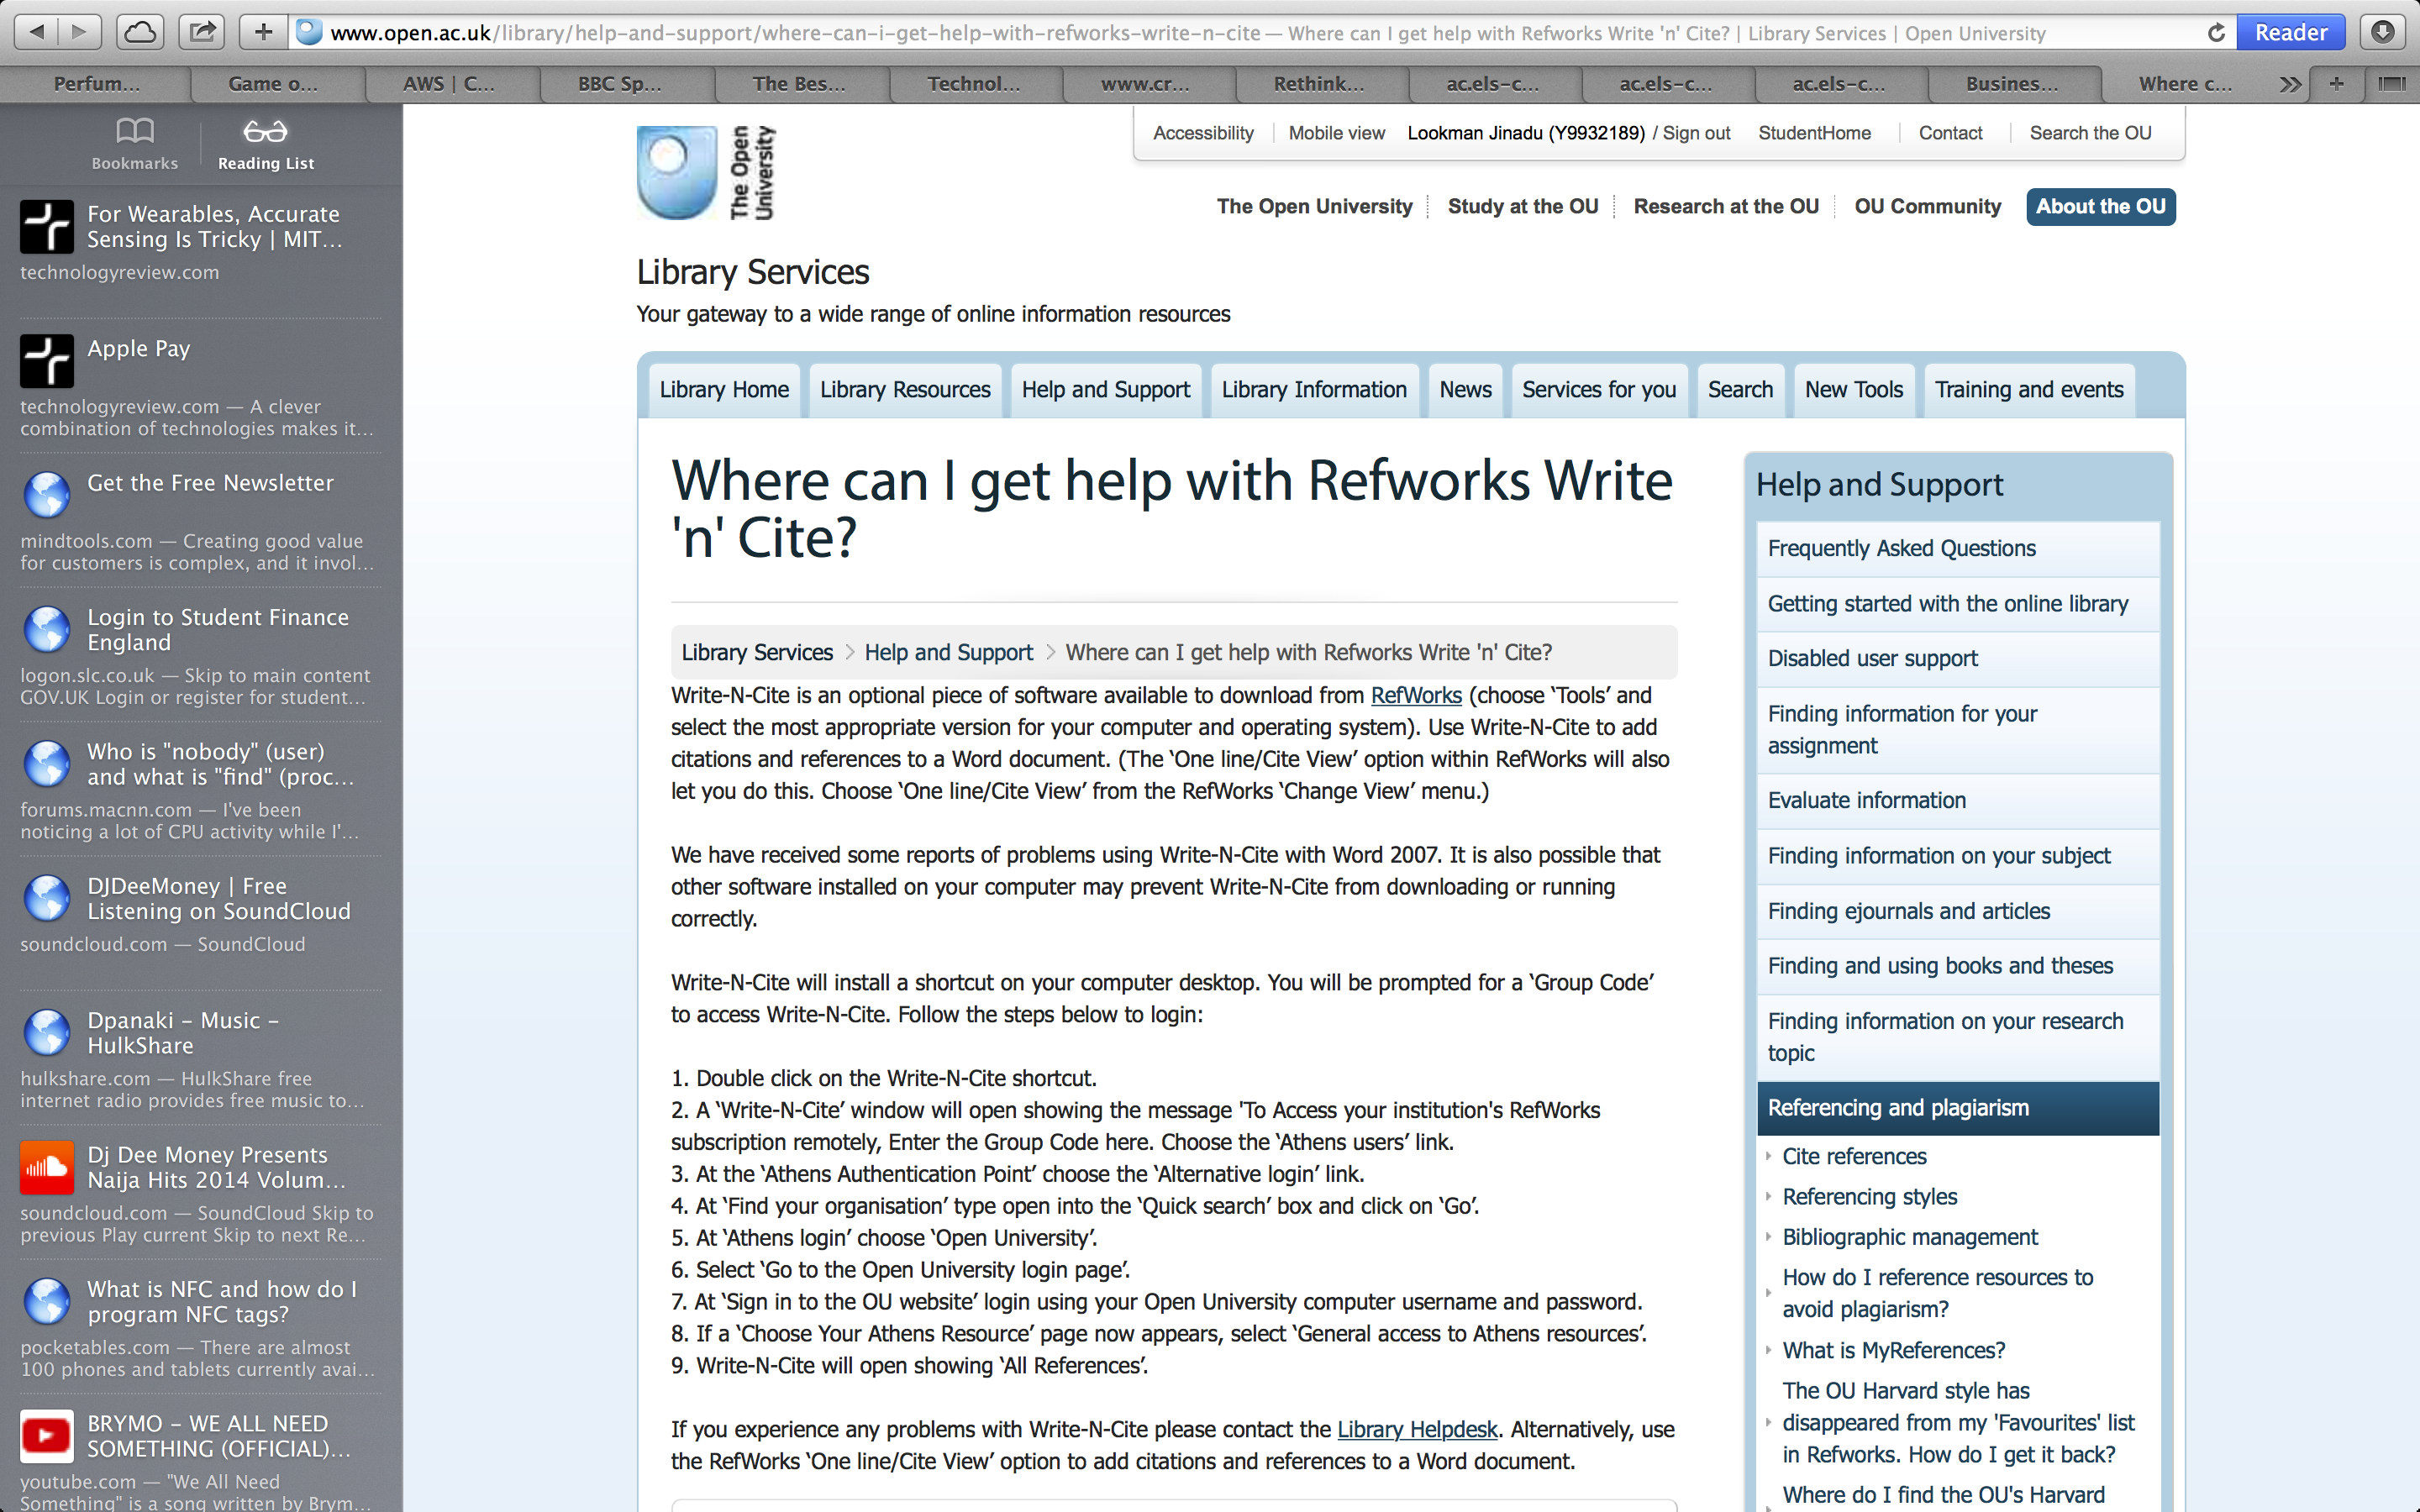 www.open.ac.uk/library/help-and-support/where-can-i-get-help-with-refworks-write-n-cite — Where can I get help with Refworks Write 'n' Cite? | Library Services | Open University
Reader
Perfum...
Game o...
AWS | C...
BBC Sp...
The Bes...
Technol...
www.cr...
Rethink...
ac.els-c...
ac.els-c...
ac.els-c...
Busines...
Where c...
Bookmarks
Reading List
For Wearables, Accurate
Sensing Is Tricky | MIT...
technologyreview.com
Apple Pay
technologyreview.com — A clever
combination of technologies makes it...
Get the Free Newsletter
mindtools.com — Creating good value
for customers is complex, and it invol...
Login to Student Finance
England
logon.slc.co.uk — Skip to main content
GOV.UK Login or register for student...
Who is "nobody" (user)
and what is "find" (proc...
forums.macnn.com — I've been
noticing a lot of CPU activity while I'...
DJDeeMoney | Free
Listening on SoundCloud
soundcloud.com — SoundCloud
Dpanaki – Music –
HulkShare
hulkshare.com — HulkShare free
internet radio provides free music to...
Dj Dee Money Presents
Naija Hits 2014 Volum...
soundcloud.com — SoundCloud Skip to
previous Play current Skip to next Re...
What is NFC and how do I
program NFC tags?
pocketables.com — There are almost
100 phones and tablets currently avai...
BRYMO – WE ALL NEED
SOMETHING (OFFICIAL)...
youtube.com — "We All Need
Something" is a song written by Brym...
The Open
University
Accessibility
Mobile view
Lookman Jinadu (Y9932189) / Sign out
StudentHome
Contact
Search the OU
The Open University
Study at the OU
Research at the OU
OU Community
About the OU
Library Services
Your gateway to a wide range of online information resources
Library Home
Library Resources
Help and Support
Library Information
News
Services for you
Search
New Tools
Training and events
Where can I get help with Refworks Write
'n' Cite?
Library Services > Help and Support > Where can I get help with Refworks Write 'n' Cite?
Write-N-Cite is an optional piece of software available to download from RefWorks (choose ‘Tools’ and
select the most appropriate version for your computer and operating system). Use Write-N-Cite to add
citations and references to a Word document. (The ‘One line/Cite View’ option within RefWorks will also
let you do this. Choose ‘One line/Cite View’ from the RefWorks ‘Change View’ menu.)
We have received some reports of problems using Write-N-Cite with Word 2007. It is also possible that
other software installed on your computer may prevent Write-N-Cite from downloading or running
correctly.
Write-N-Cite will install a shortcut on your computer desktop. You will be prompted for a ‘Group Code’
to access Write-N-Cite. Follow the steps below to login:
1. Double click on the Write-N-Cite shortcut.
2. A ‘Write-N-Cite’ window will open showing the message 'To Access your institution's RefWorks
subscription remotely, Enter the Group Code here. Choose the ‘Athens users’ link.
3. At the ‘Athens Authentication Point’ choose the ‘Alternative login’ link.
4. At ‘Find your organisation’ type open into the ‘Quick search’ box and click on ‘Go’.
5. At ‘Athens login’ choose ‘Open University’.
6. Select ‘Go to the Open University login page’.
7. At ‘Sign in to the OU website’ login using your Open University computer username and password.
8. If a ‘Choose Your Athens Resource’ page now appears, select ‘General access to Athens resources’.
9. Write-N-Cite will open showing ‘All References’.
If you experience any problems with Write-N-Cite please contact the Library Helpdesk. Alternatively, use
the RefWorks ‘One line/Cite View’ option to add citations and references to a Word document.
Help and Support
Frequently Asked Questions
Getting started with the online library
Disabled user support
Finding information for your
assignment
Evaluate information
Finding information on your subject
Finding ejournals and articles
Finding and using books and theses
Finding information on your research
topic
Referencing and plagiarism
Cite references
Referencing styles
Bibliographic management
How do I reference resources to
avoid plagiarism?
What is MyReferences?
The OU Harvard style has
disappeared from my 'Favourites' list
in Refworks. How do I get it back?
Where do I find the OU's Harvard